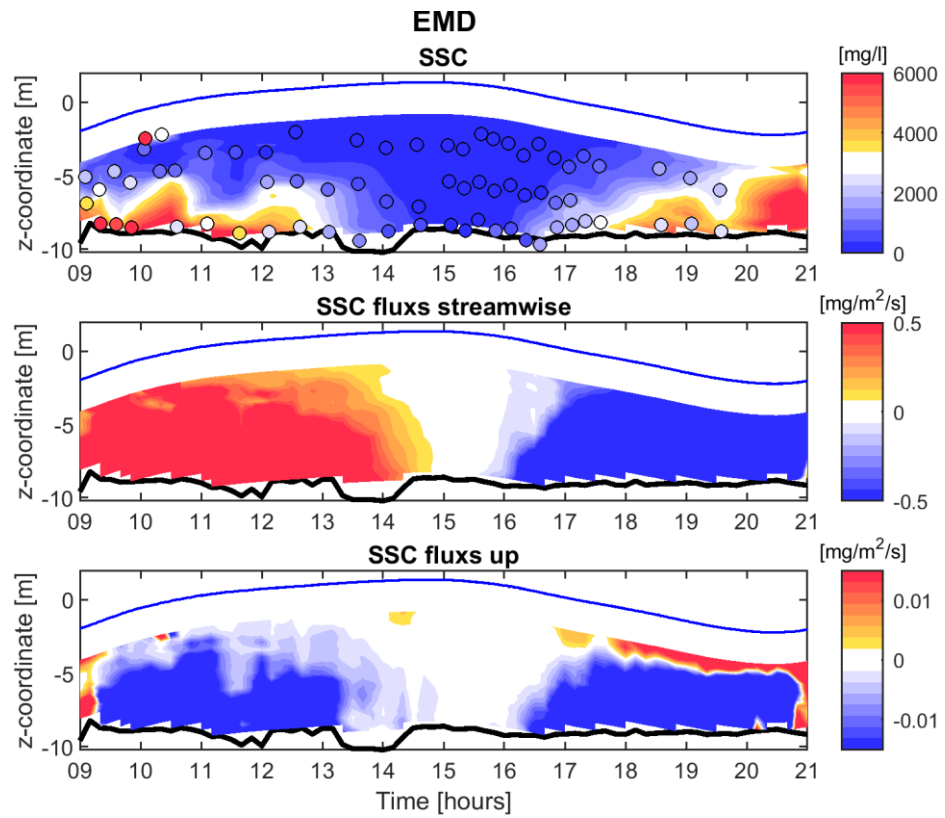 EMD
SSC
[mg/l]
z-coordinate [m]
0
-5
-10
09 10 11 12 13 14 15 16 17 18 19 20 21
6000
4000
2000
0
SSC fluxs streamwise
[mg/m²/s]
z-coordinate [m]
0
-5
-10
09 10 11 12 13 14 15 16 17 18 19 20 21
0.5
0
-0.5
SSC fluxs up
[mg/m²/s]
z-coordinate [m]
0
-5
-10
09 10 11 12 13 14 15 16 17 18 19 20 21
0.01
0
-0.01
Time [hours]